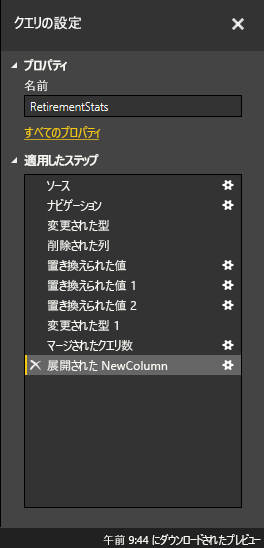 クエリの設定
プロパティ
名前
RetirementStats
すべてのプロパティ
適用したステップ
ソース
ナビゲーション
変更された型
削除された列
置き換えられた値
置き換えられた値 1
置き換えられた値 2
変更された型 1
マージされたクエリ数
展開された NewColumn
午前 9:44 にダウンロードされたプレビュー